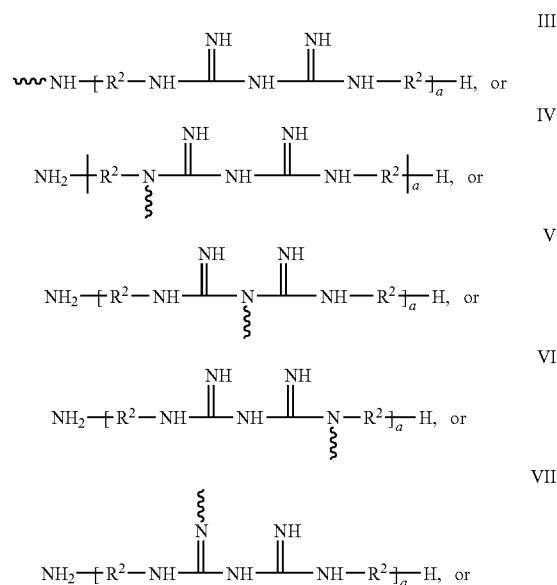 III
NH NH
NH [ R² NH NH NH R² ]a H, or
IV
NH NH
NH₂ R² N NH NH R² a H, or
V
NH NH
NH₂ [ R² NH N NH R² ]a H, or
VI
NH NH
NH₂ [ R² NH NH N R² ]a H, or
VII
N NH
NH₂ [ R² NH NH NH R² ]a H, or